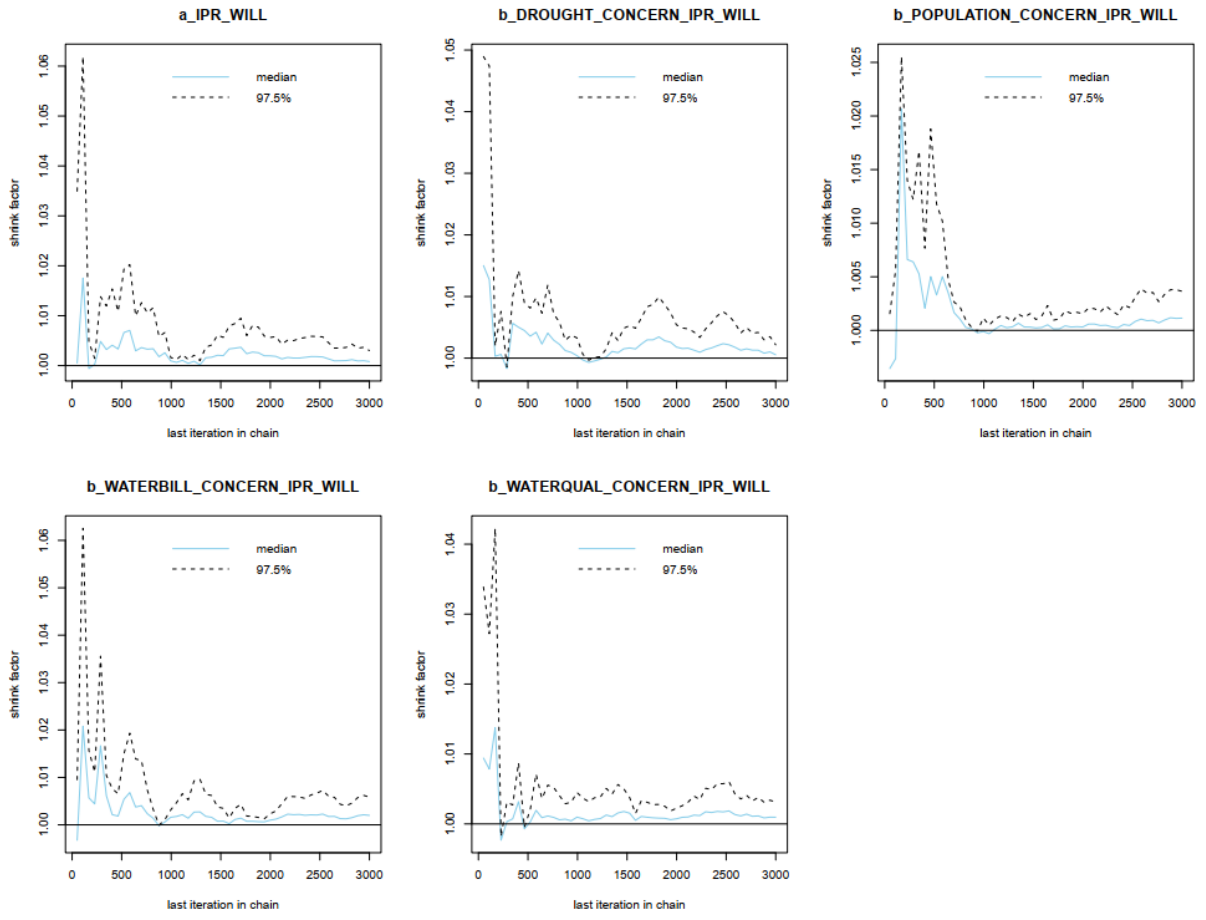 a_IPR_WILL
b_DROUGHT_CONCERN_IPR_WILL
b_POPULATION_CONCERN_IPR_WILL
median
97.5%
shrink factor
1.00 1.01 1.02 1.03 1.04 1.05 1.06
0 500 1000 1500 2000 2500 3000
last iteration in chain
median
97.5%
shrink factor
1.00 1.01 1.02 1.03 1.04 1.05
0 500 1000 1500 2000 2500 3000
last iteration in chain
median
97.5%
shrink factor
1.000 1.005 1.010 1.015 1.020 1.025
0 500 1000 1500 2000 2500 3000
last iteration in chain
b_WATERBILL_CONCERN_IPR_WILL
b_WATERQUAL_CONCERN_IPR_WILL
median
97.5%
shrink factor
1.00 1.01 1.02 1.03 1.04 1.05 1.06
0 500 1000 1500 2000 2500 3000
last iteration in chain
median
97.5%
shrink factor
1.00 1.01 1.02 1.03 1.04
0 500 1000 1500 2000 2500 3000
last iteration in chain